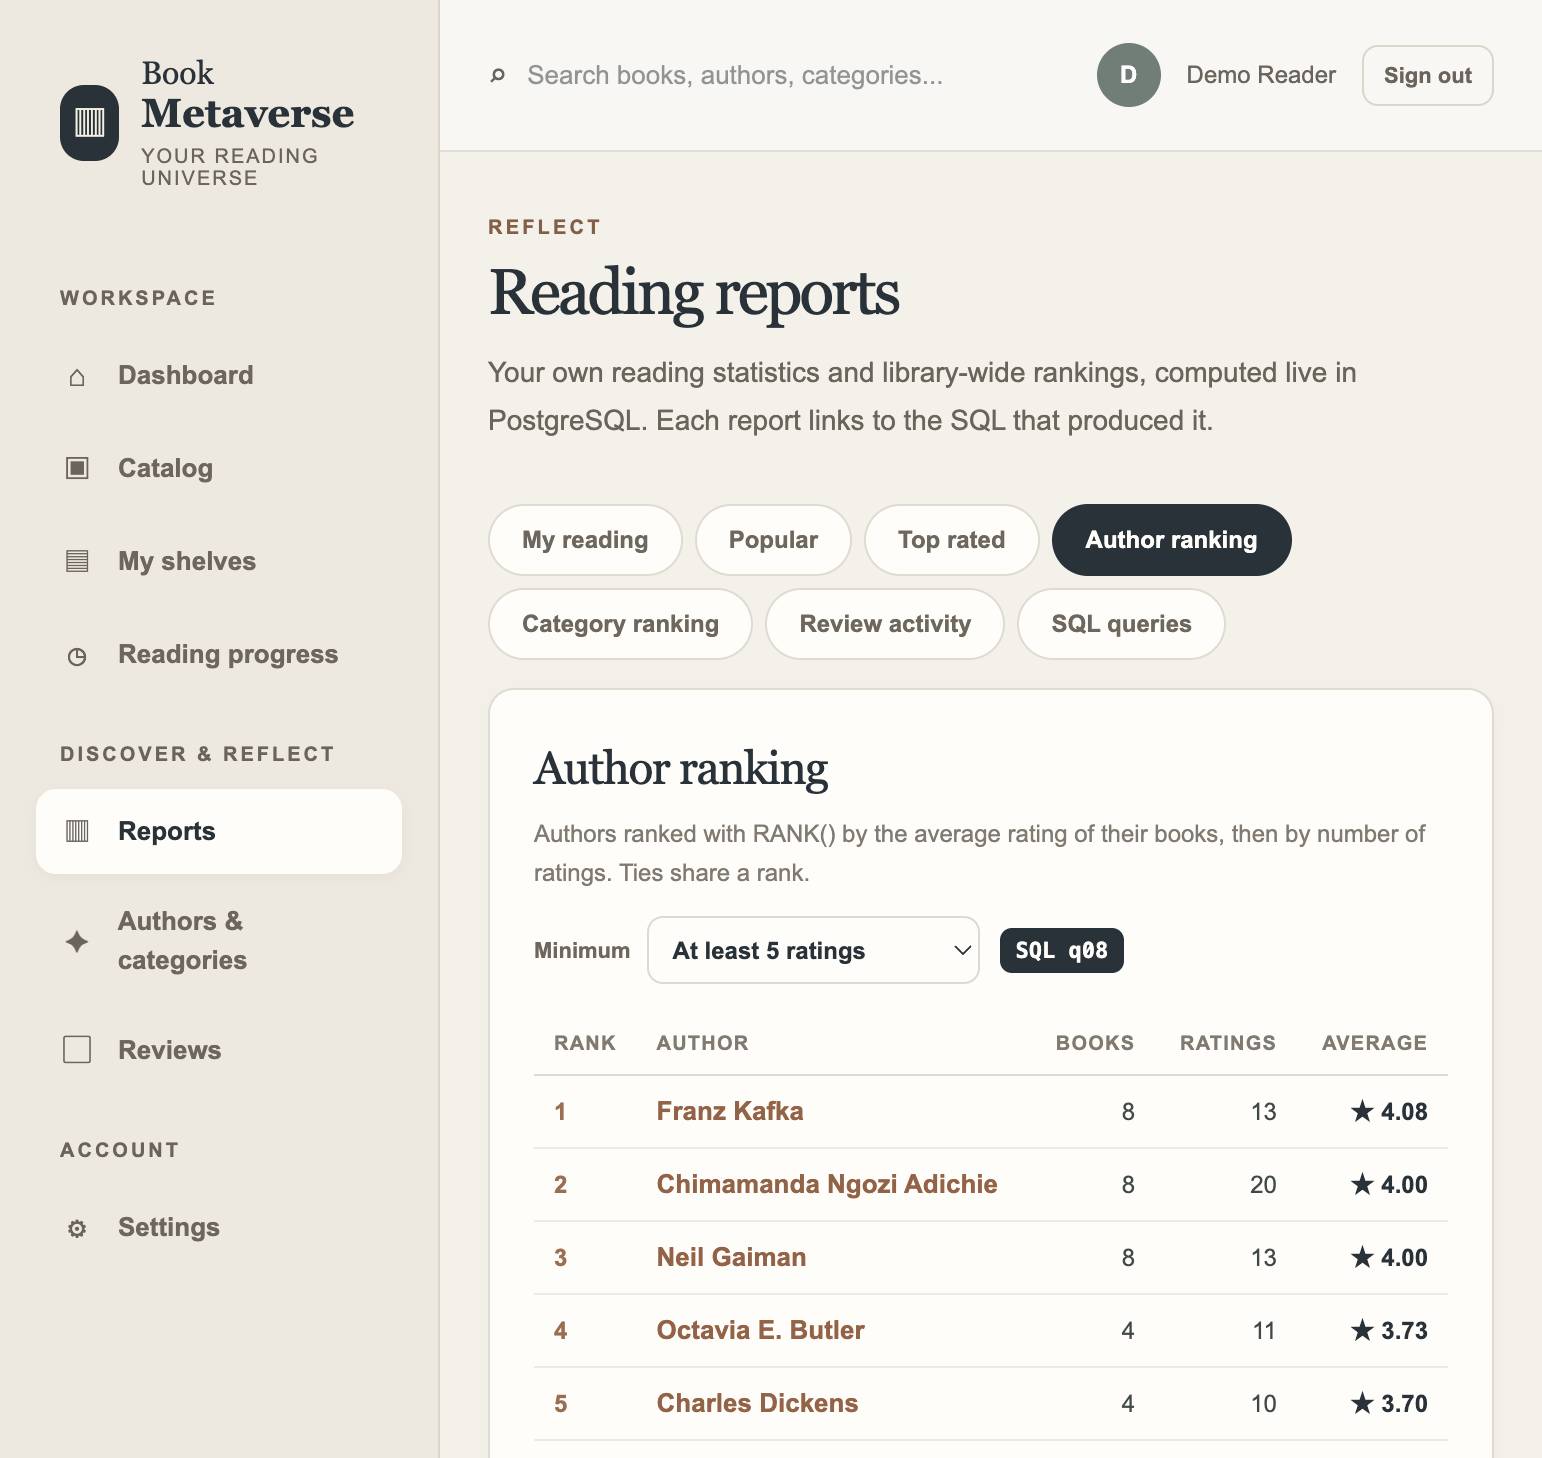 Book
Metaverse
YOUR READING
UNIVERSE
WORKSPACE
Dashboard
Catalog
My shelves
Reading progress
DISCOVER & REFLECT
Reports
Authors &
categories
Reviews
ACCOUNT
Settings
Search books, authors, categories...
D
Demo Reader
Sign out
REFLECT
Reading reports
Your own reading statistics and library-wide rankings, computed live in
PostgreSQL. Each report links to the SQL that produced it.
My reading
Popular
Top rated
Author ranking
Category ranking
Review activity
SQL queries
Author ranking
Authors ranked with RANK() by the average rating of their books, then by number of
ratings. Ties share a rank.
Minimum At least 5 ratings SQL q08
RANK AUTHOR BOOKS RATINGS AVERAGE
1 Franz Kafka 8 13 ★ 4.08
2 Chimamanda Ngozi Adichie 8 20 ★ 4.00
3 Neil Gaiman 8 13 ★ 4.00
4 Octavia E. Butler 4 11 ★ 3.73
5 Charles Dickens 4 10 ★ 3.70